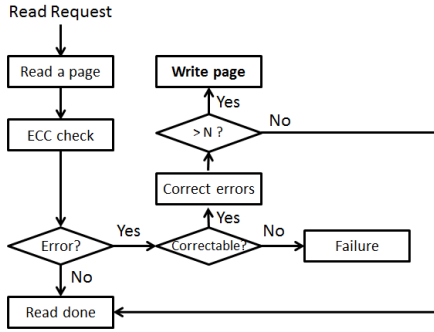 Read Request
Read a page
Write page
Yes
ECC check
> N ?
No
Correct errors
Yes
Error?
Yes
Correctable?
No
Failure
No
Read done